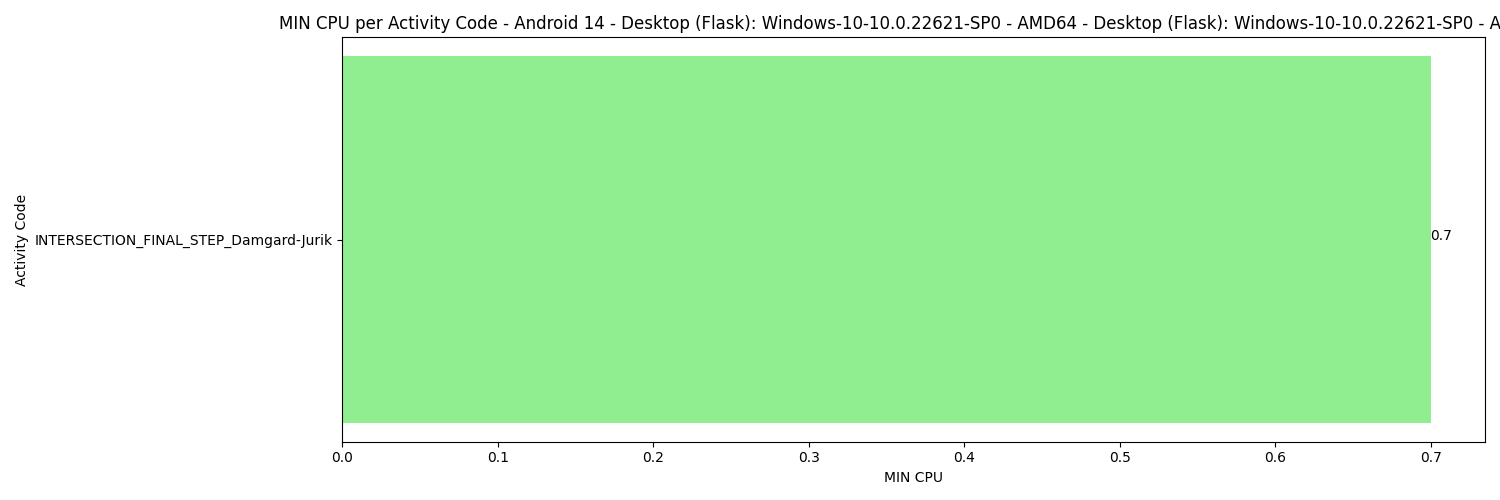 MIN CPU per Activity Code - Android 14 - Desktop (Flask): Windows-10-10.0.22621-SP0 - AMD64 - Desktop (Flask): Windows-10-10.0.22621-SP0 - A
Activity Code
INTERSECTION_FINAL_STEP_Damgard-Jurik
0.7
0.0 0.1 0.2 0.3 0.4 0.5 0.6 0.7
MIN CPU